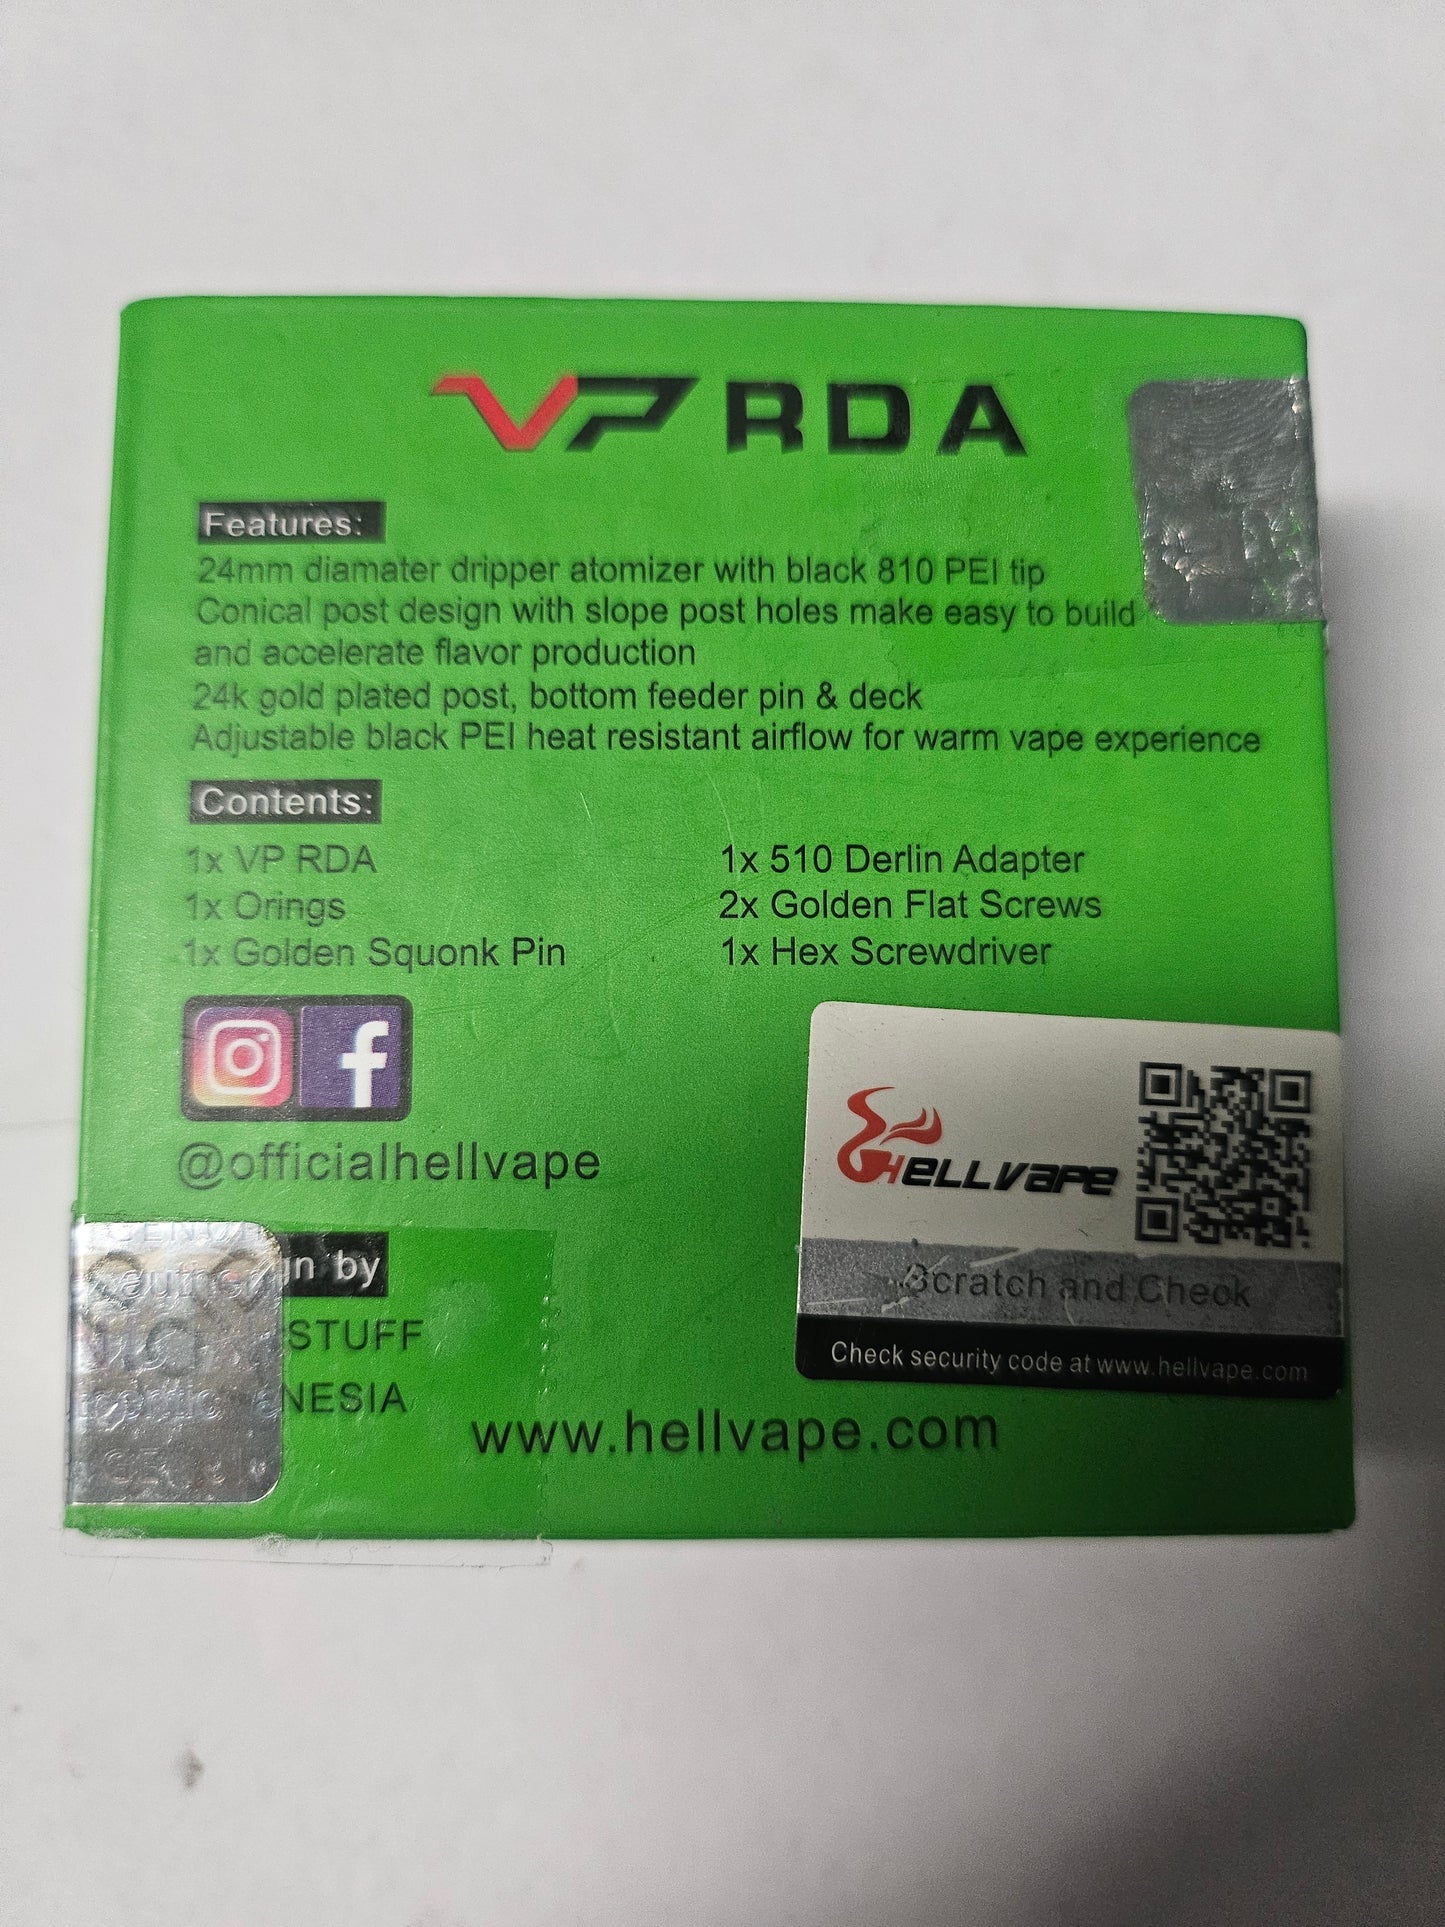 VP RDA
Features:
24mm diamater dripper atomizer with black 810 PEI tip
Conical post design with slope post holes make easy to build
and accelerate flavor production
24k gold plated post, bottom feeder pin & deck
Adjustable black PEI heat resistant airflow for warm vape experience
Contents:
1x VP RDA
1x Orings
1x Golden Squonk Pin
1x 510 Derlin Adapter
2x Golden Flat Screws
1x Hex Screwdriver
@officialhellvape
by
STUFF
NESIA
www.hellvape.com
HELLVAPE
Scratch and Check
Check security code at www.hellvape.com